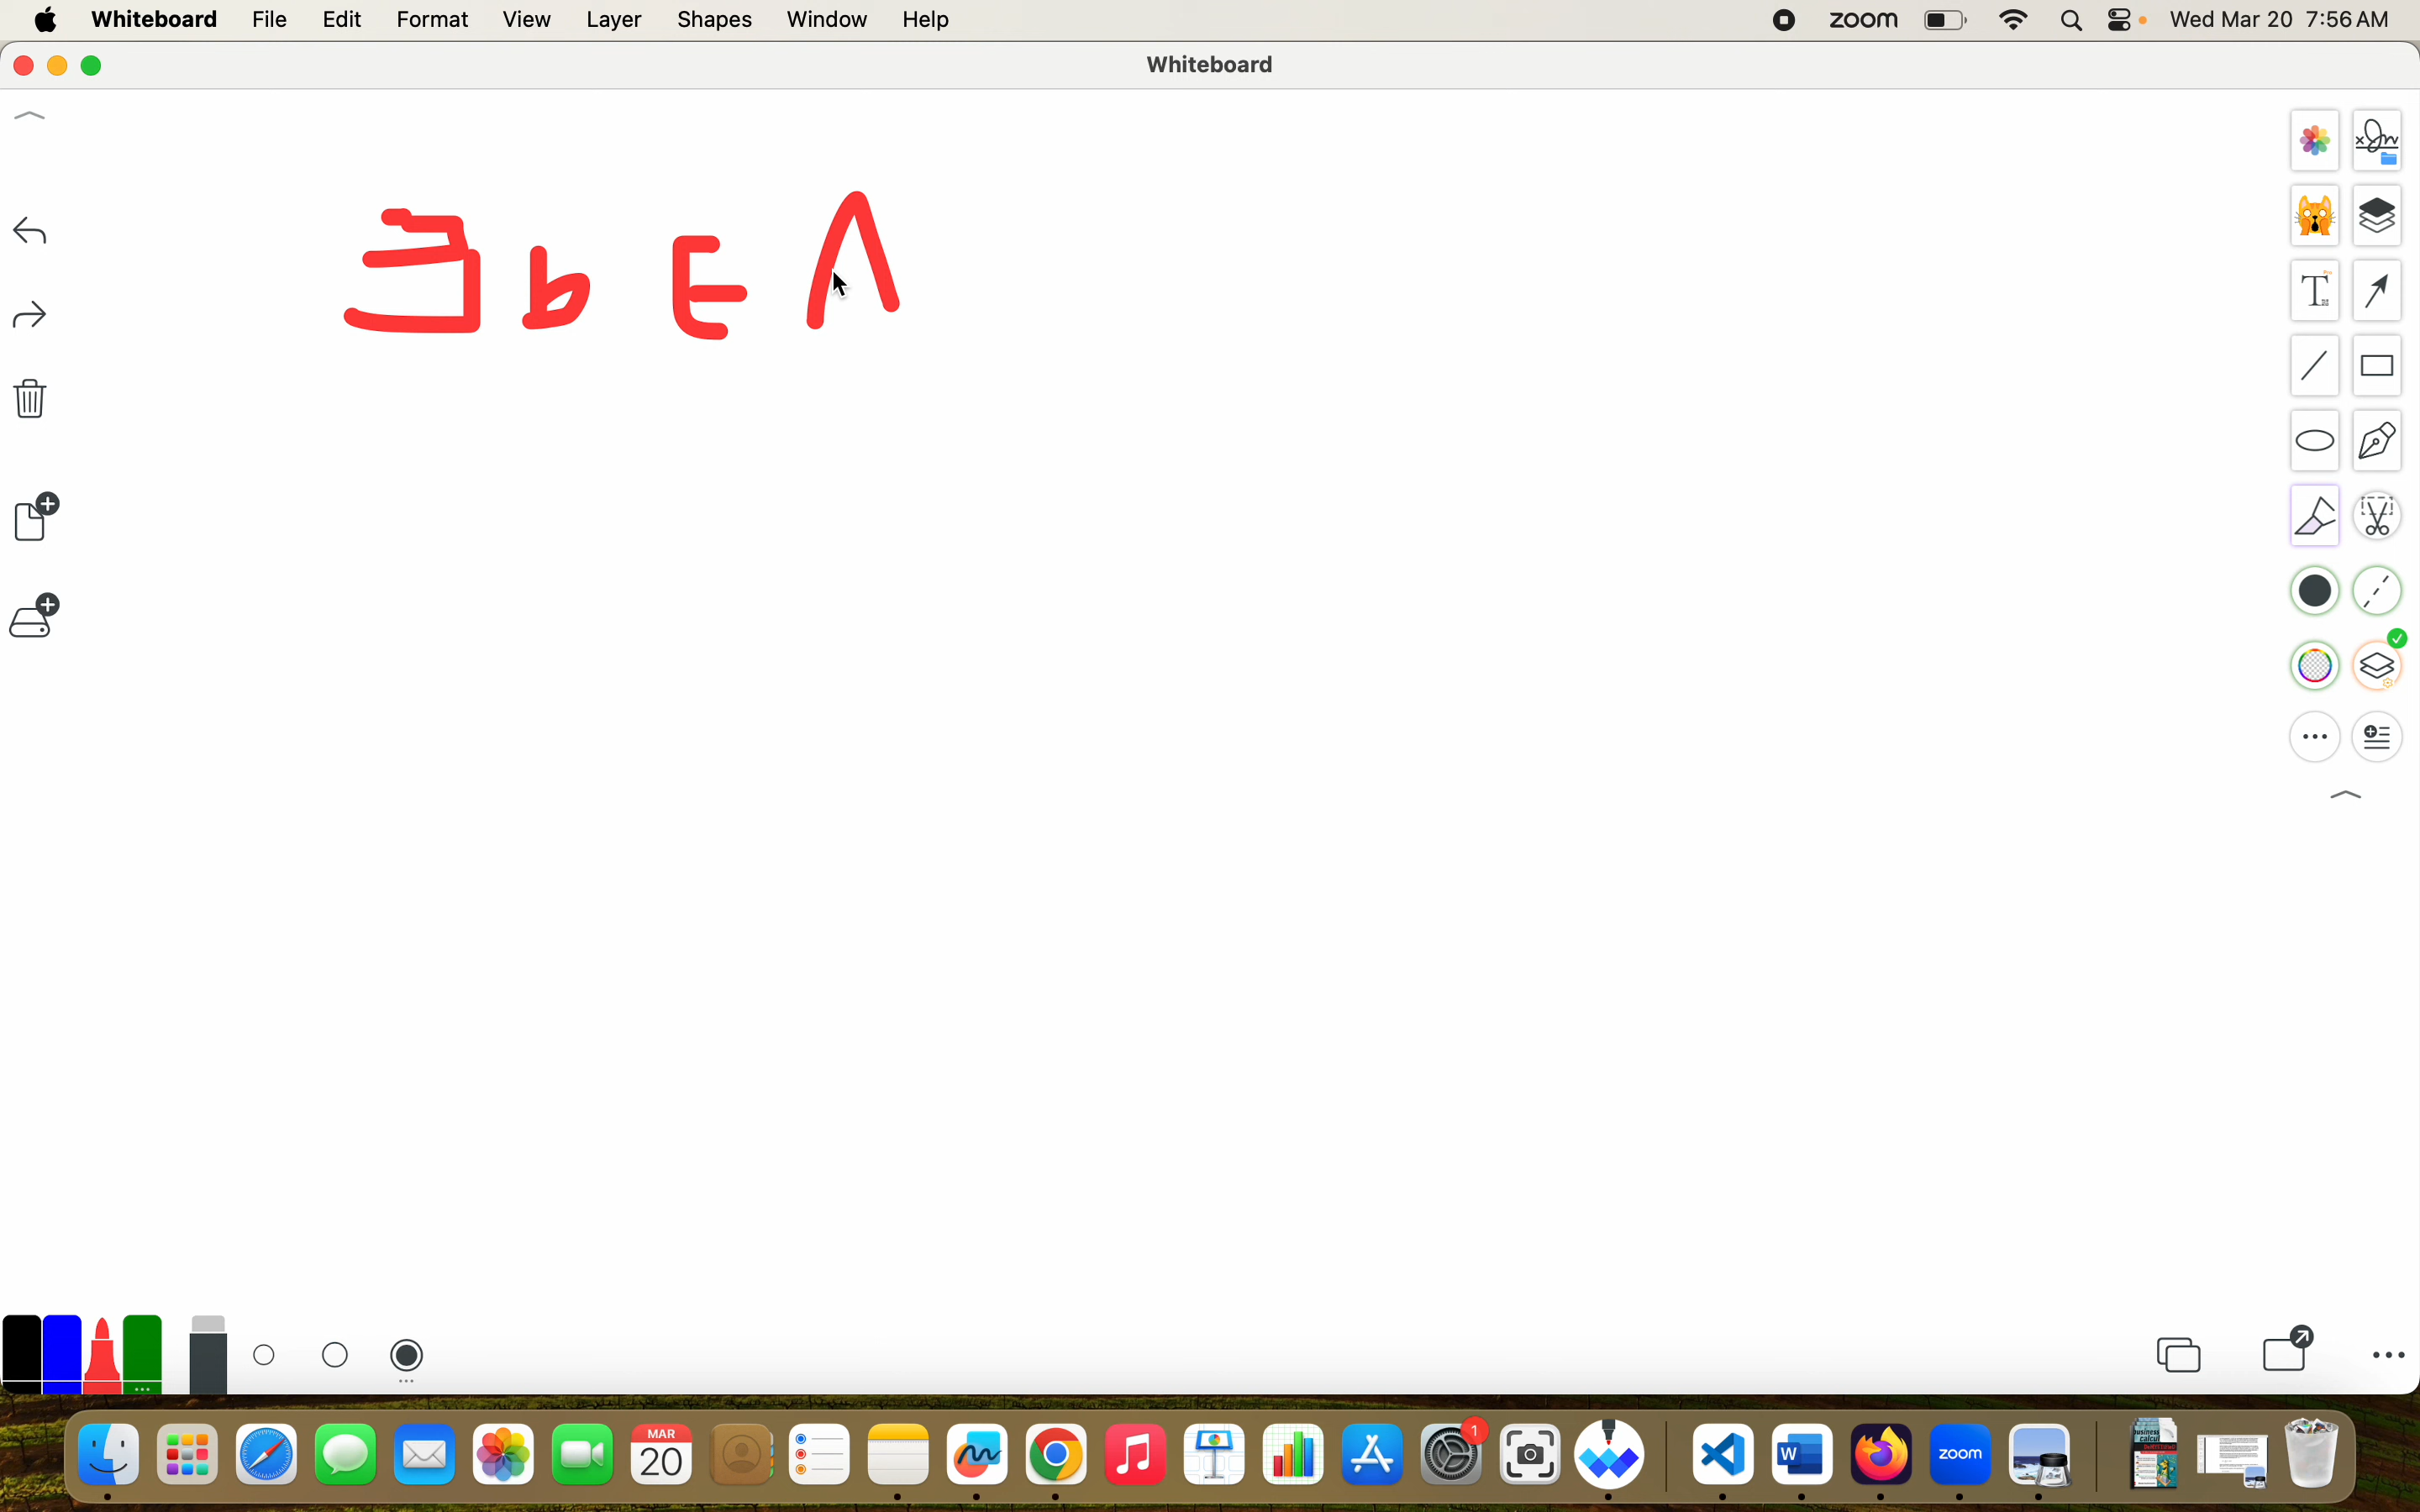 Whiteboard File Edit Format View Layer Shapes Window Help zoom Wed Mar 20 7:56 AM
Whiteboard
∃ b E Λ
MAR
20
1
W
zoom